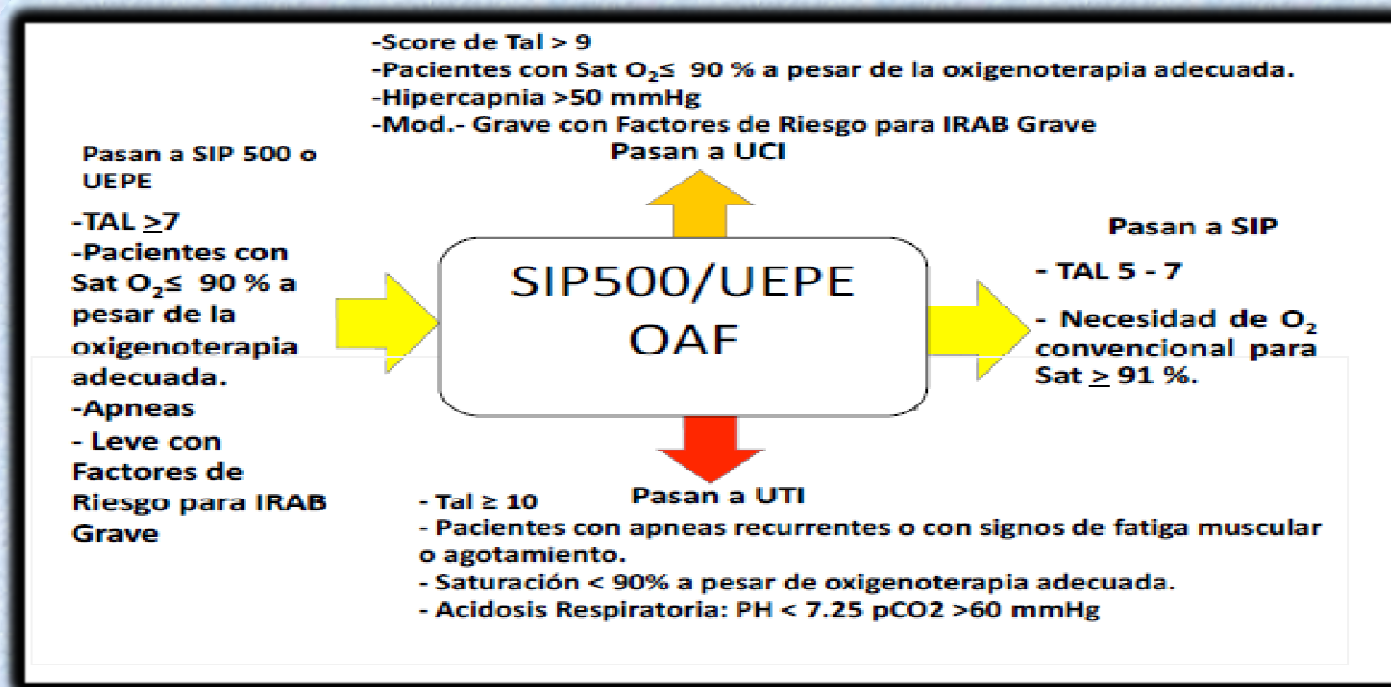 -Score de Tal > 9
-Pacientes con Sat O₂≤ 90 % a pesar de la oxigenoterapia adecuada.
-Hipercapnia >50 mmHg
-Mod.- Grave con Factores de Riesgo para IRAB Grave
Pasan a UCI
Pasan a SIP 500 o
UEPE
-TAL ≥7
-Pacientes con
Sat O₂≤ 90 % a
pesar de la
oxigenoterapia
adecuada.
-Apneas
- Leve con
Factores de
Riesgo para IRAB
Grave
SIP500/UEPE
OAF
Pasan a SIP
- TAL 5 - 7
- Necesidad de O₂
convencional para
Sat ≥ 91 %.
Pasan a UTI
- Tal ≥ 10
- Pacientes con apneas recurrentes o con signos de fatiga muscular
o agotamiento.
- Saturación < 90% a pesar de oxigenoterapia adecuada.
- Acidosis Respiratoria: PH < 7.25 pCO2 >60 mmHg